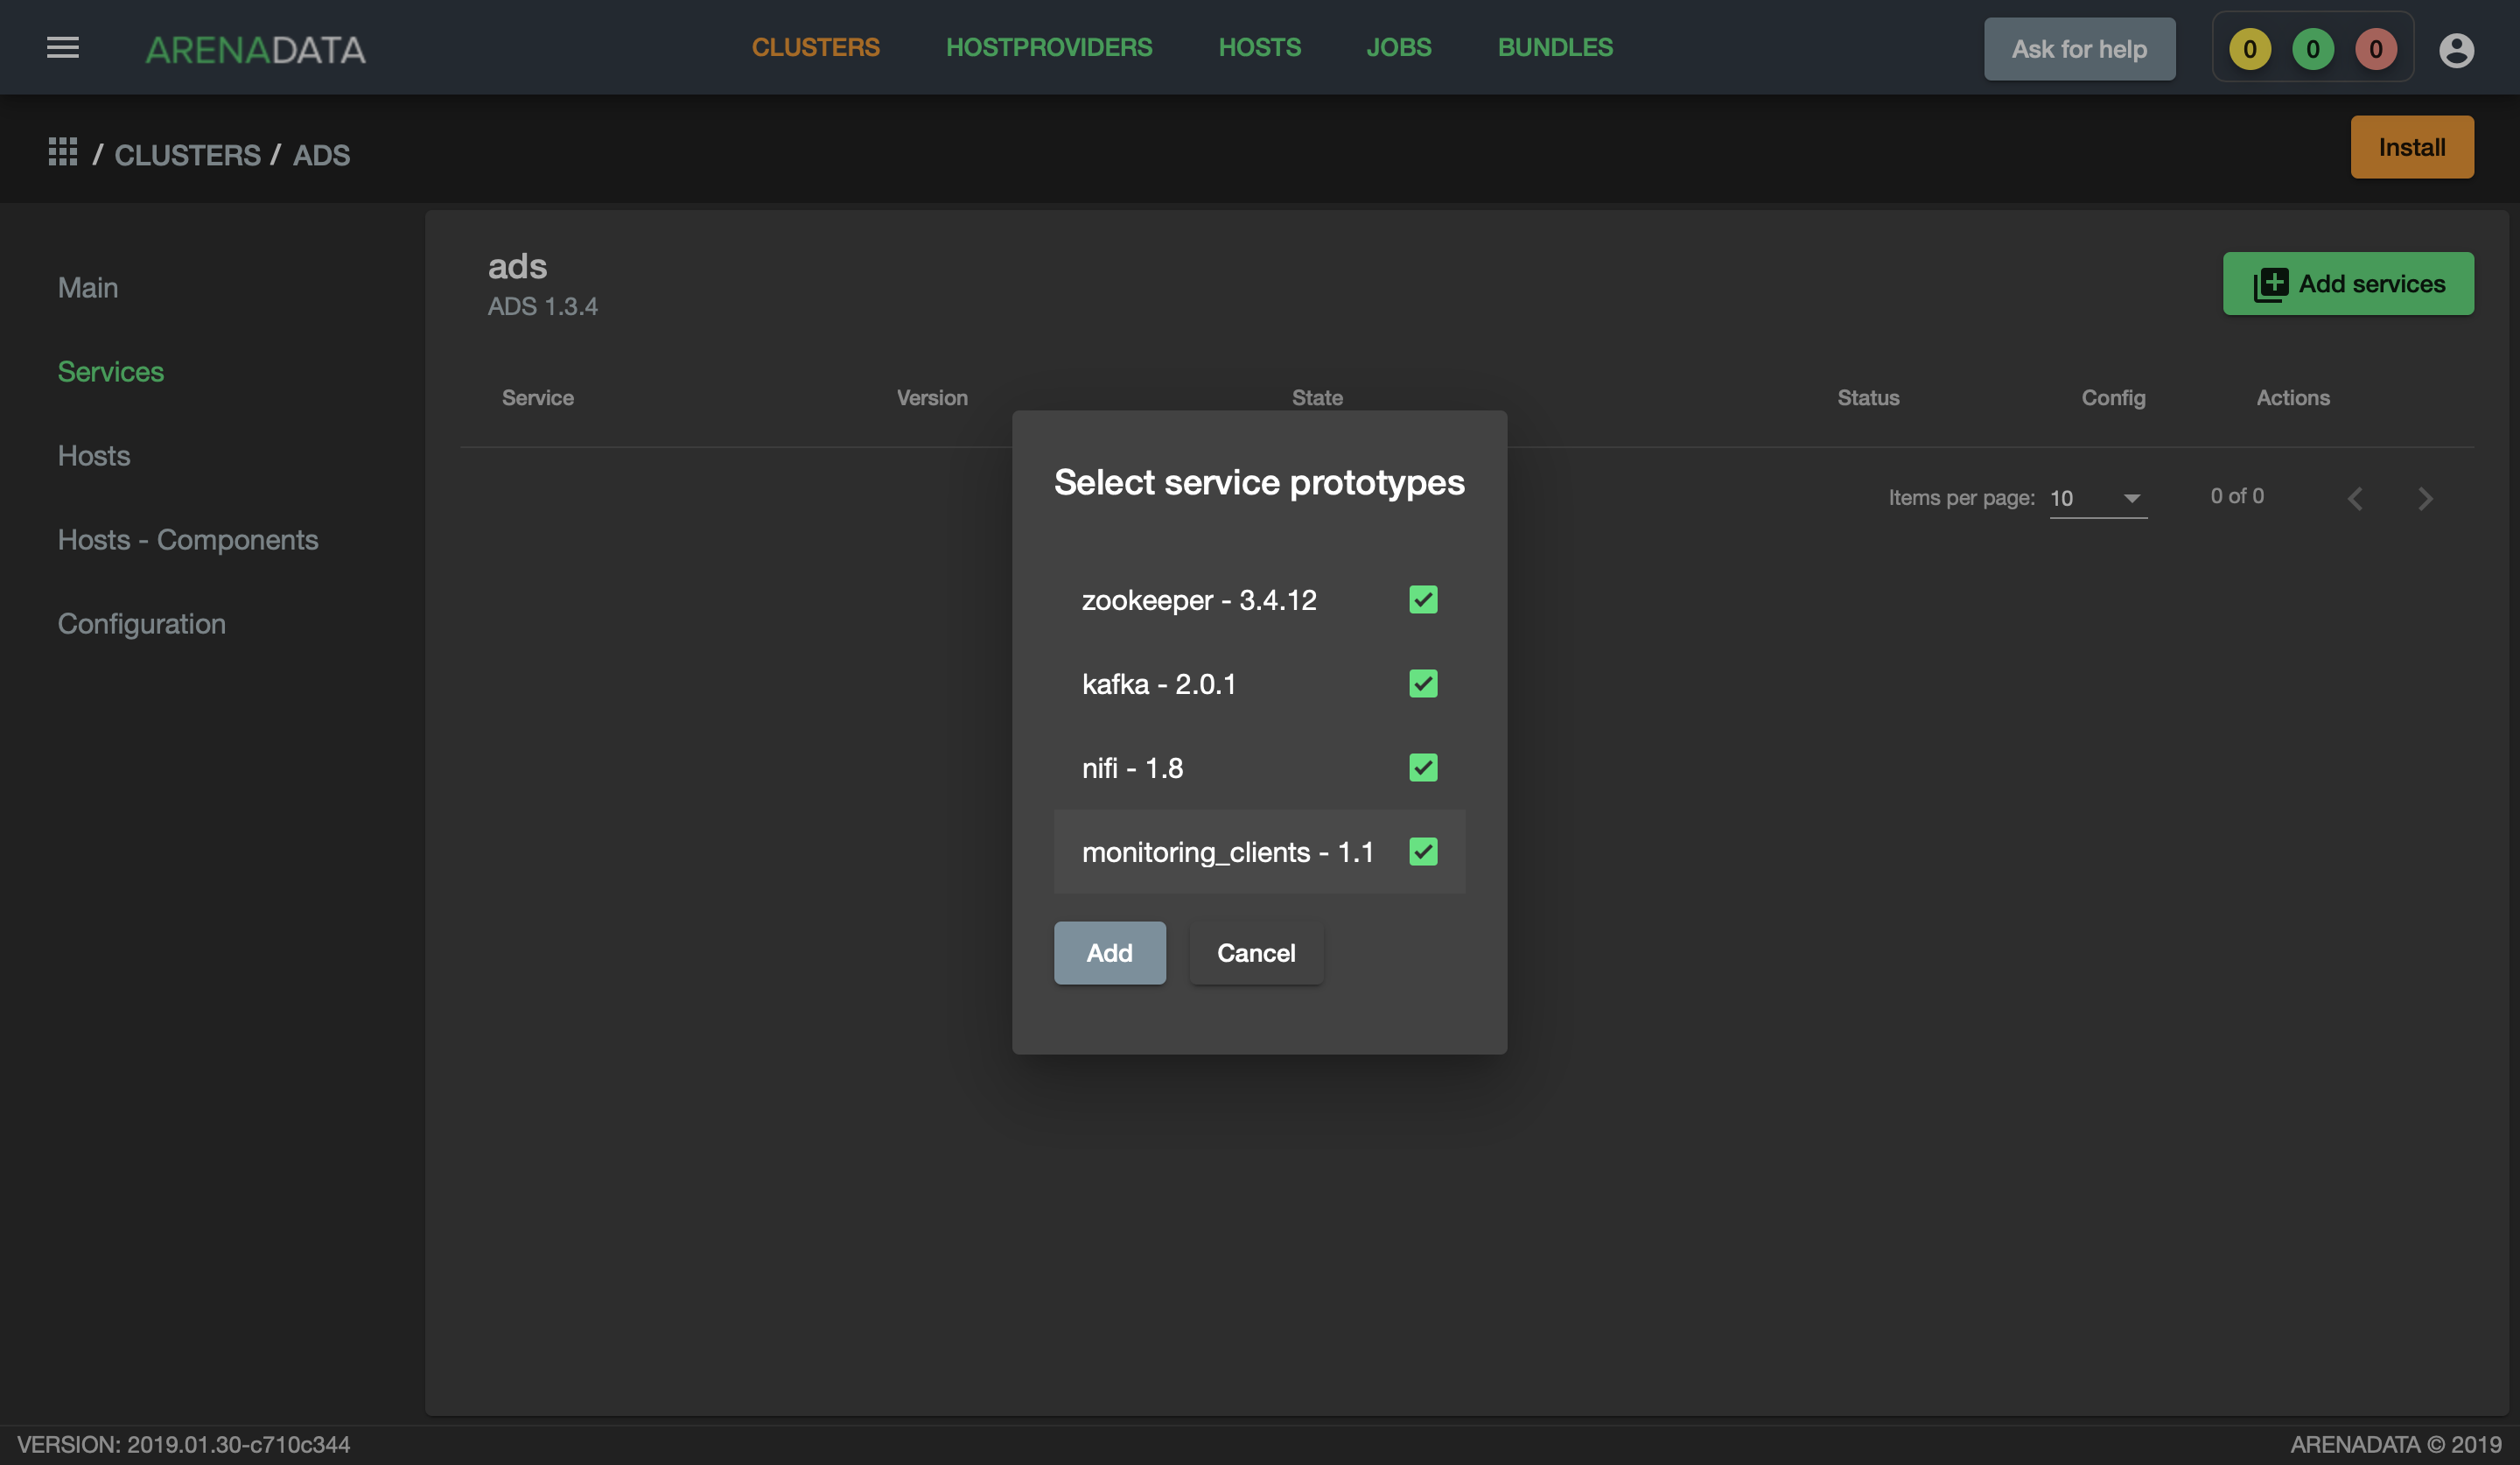 ARENADATA
CLUSTERS HOSTPROVIDERS HOSTS JOBS BUNDLES
Ask for help
0 0 0
/ CLUSTERS / ADS
Install
Main
Services
Hosts
Hosts - Components
Configuration
ads
ADS 1.3.4
Add services
Service Version State Status Config Actions
Items per page: 10 0 of 0
Select service prototypes
zookeeper - 3.4.12
kafka - 2.0.1
nifi - 1.8
monitoring_clients - 1.1
Add Cancel
VERSION: 2019.01.30-c710c344
ARENADATA © 2019